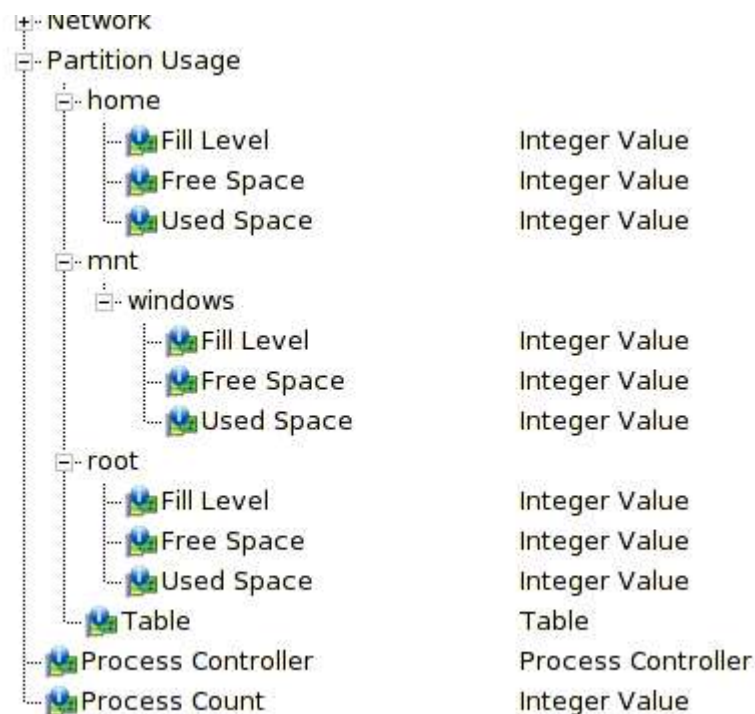 Network
Partition Usage
home
Fill Level Integer Value
Free Space Integer Value
Used Space Integer Value
mnt
windows
Fill Level Integer Value
Free Space Integer Value
Used Space Integer Value
root
Fill Level Integer Value
Free Space Integer Value
Used Space Integer Value
Table Table
Process Controller Process Controller
Process Count Integer Value